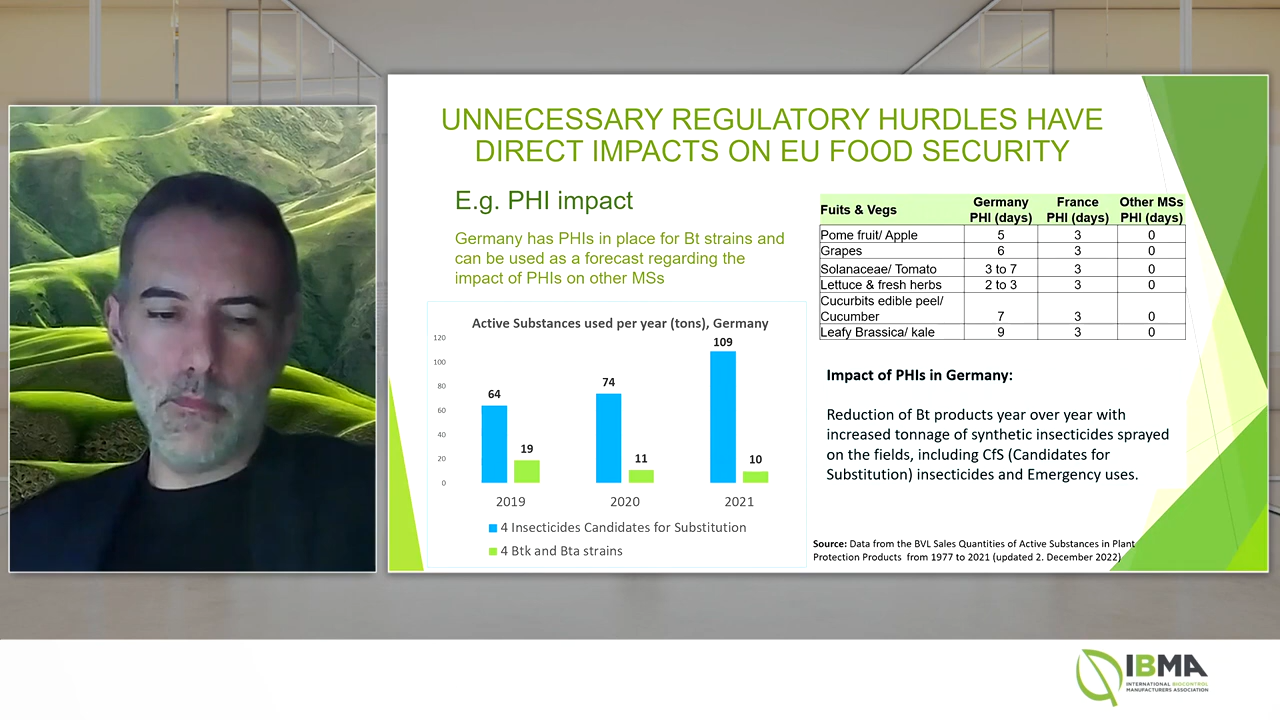 UNNECESSARY REGULATORY HURDLES HAVE
DIRECT IMPACTS ON EU FOOD SECURITY
E.g. PHI impact
Germany has PHIs in place for Bt strains and
can be used as a forecast regarding the
impact of PHIs on other MSs
Active Substances used per year (tons), Germany
120
100
80
60
40
20
0
64
19
74
11
109
10
2019
2020
2021
4 Insecticides Candidates for Substitution
4 Btk and Bta strains
Fuits & Vegs Germany PHI (days) France PHI (days) Other MSs PHI (days)
Pome fruit/ Apple 5 3 0
Grapes 6 3 0
Solanaceae/ Tomato 3 to 7 3 0
Lettuce & fresh herbs 2 to 3 3 0
Cucurbits edible peel/
Cucumber 7 3 0
Leafy Brassica/ kale 9 3 0
Impact of PHIs in Germany:
Reduction of Bt products year over year with
increased tonnage of synthetic insecticides sprayed
on the fields, including CfS (Candidates for
Substitution) insecticides and Emergency uses.
Source: Data from the BVL Sales Quantities of Active Substances in Plant
Protection Products from 1977 to 2021 (updated 2. December 2022)
IBMA
INTERNATIONAL BIOCONTROL
MANUFACTURERS ASSOCIATION